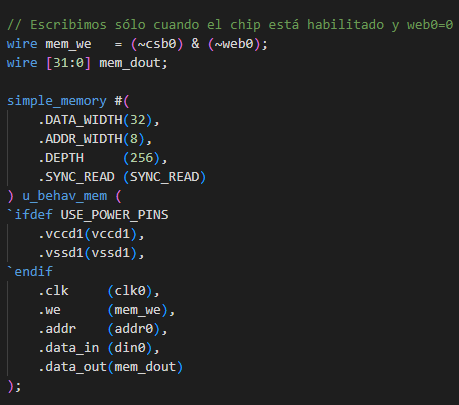 // Escribimos sólo cuando el chip está habilitado y web0=0
wire mem_we   = (~csb0) & (~web0);
wire [31:0] mem_dout;
simple_memory #(
    .DATA_WIDTH(32),
    .ADDR_WIDTH(8),
    .DEPTH     (256),
    .SYNC_READ (SYNC_READ)
) u_behav_mem (
`ifdef USE_POWER_PINS
    .vccd1(vccd1),
    .vssd1(vssd1),
`endif
    .clk     (clk0),
    .we      (mem_we),
    .addr    (addr0),
    .data_in (din0),
    .data_out(mem_dout)
);